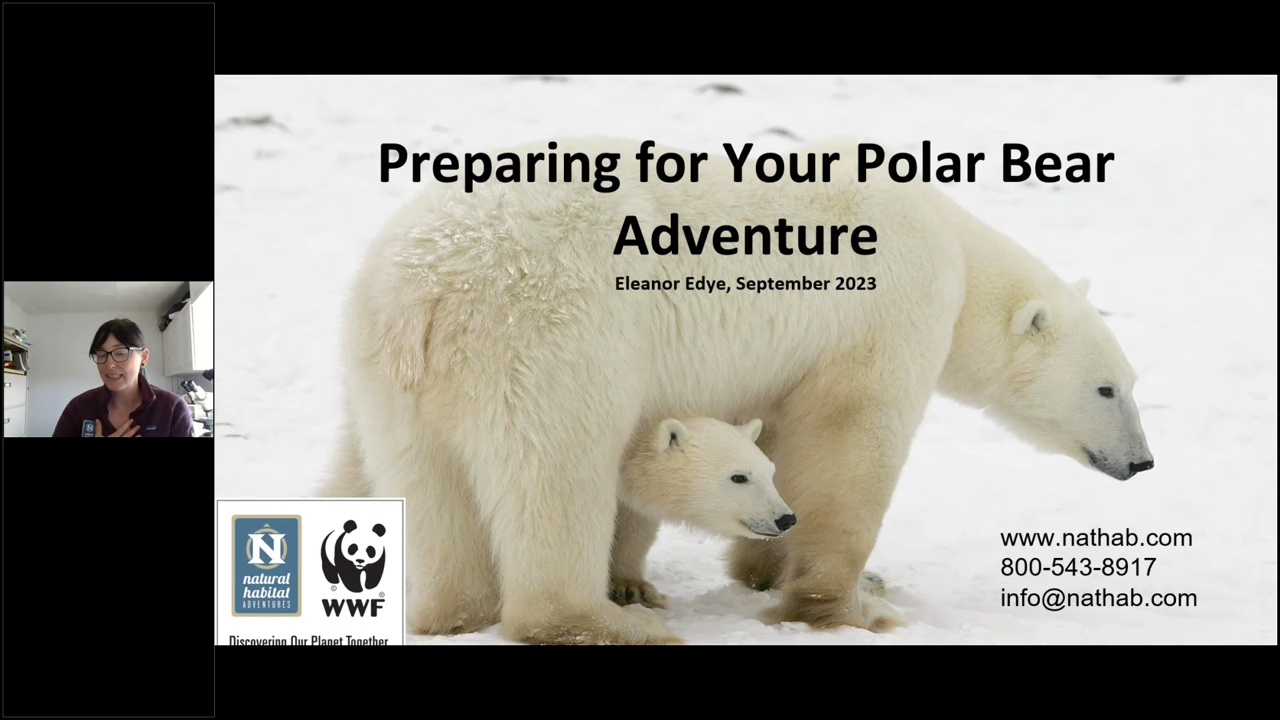 Preparing for Your Polar Bear
Adventure
Eleanor Edye, September 2023
www.nathab.com
800-543-8917
info@nathab.com
N
natural
habitat
ADVENTURES
©
WWF
®
Discovering Our Planet Together